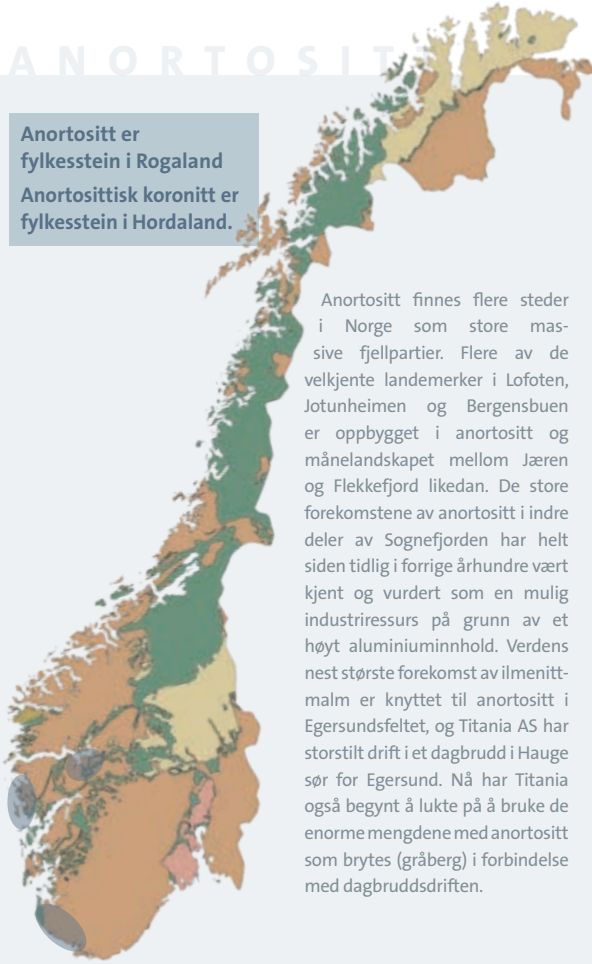 ANORTOSITT
Anortositt er
fylkesstein i Rogaland
Anortosittisk koronitt er
fylkesstein i Hordaland.
Anortositt finnes flere steder
i Norge som store mas-
sive fjellpartier. Flere av de
velkjente landemerker i Lofoten,
Jotunheimen og Bergensbuen
er oppbygget i anortositt og
månelandskapet mellom Jæren
og Flekkefjord likedan. De store
forekomstene av anortositt i indre
deler av Sognefjorden har helt
siden tidlig i forrige århundre vært
kjent og vurdert som en mulig
industriressurs på grunn av et
høyt aluminiuminnhold. Verdens
nest største forekomst av ilmenitt-
malm er knyttet til anortositt i
Egersundsfeltet, og Titania AS har
storstilt drift i et dagbrudd i Hauge
sør for Egersund. Nå har Titania
også begynt å lukte på å bruke de
enorme mengdene med anortositt
som brytes (gråberg) i forbindelse
med dagbruddsdriften.